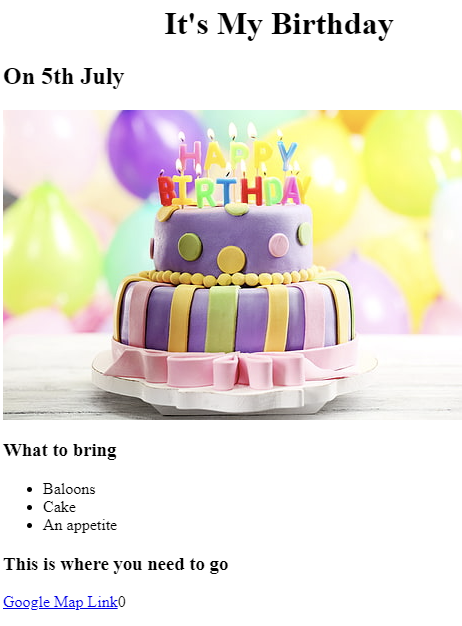 It's My Birthday
On 5th July
HAPPY
BIRTHDAY
What to bring
Baloons
Cake
An appetite
This is where you need to go
Google Map Link0